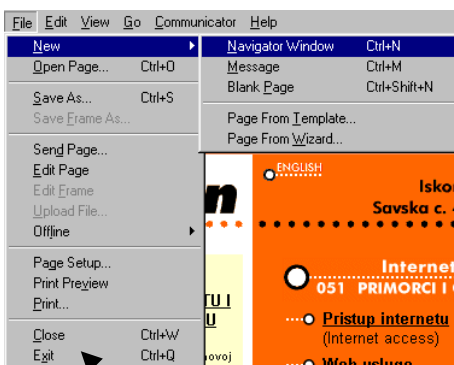 File Edit View Go Communicator Help
New
Open Page... Ctrl+O
Save As... Ctrl+S
Save Frame As...
Send Page...
Edit Page
Edit Frame
Upload File...
Offline
Page Setup...
Print Preview
Print...
Close Ctrl+W
Exit Ctrl+Q
Navigator Window Ctrl+N
Message Ctrl+M
Blank Page Ctrl+Shift+N
Page From Template...
Page From Wizard...
n
ENGLISH
Isko
Savska c.
Internet
051 PRIMORCI I
TU I
U
Pristup internetu
(Internet access)
ovoj
Web usluge